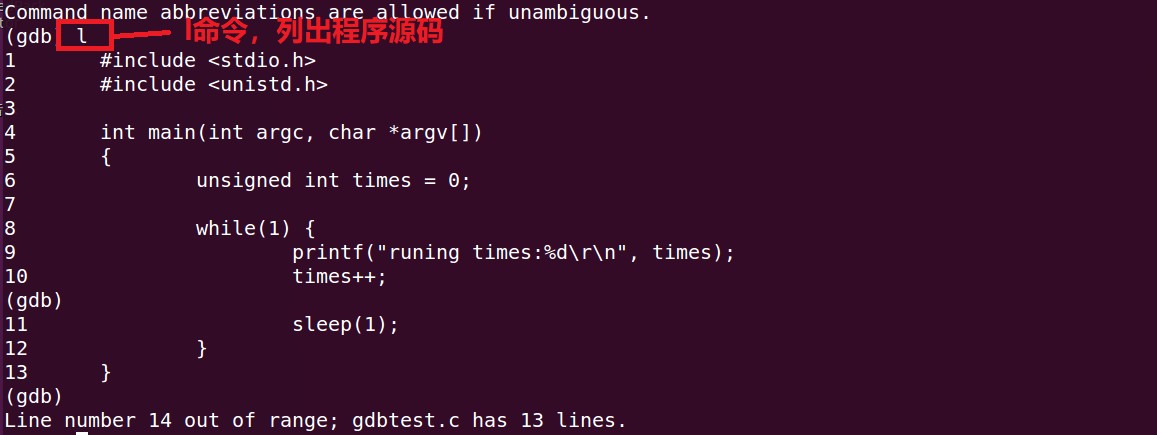 Command name abbreviations are allowed if unambiguous.
(gdb l l命令，列出程序源码
1 #include <stdio.h>
2 #include <unistd.h>
3
4 int main(int argc, char *argv[])
5 {
6 unsigned int times = 0;
7
8 while(1) {
9 printf("runing times:%d\r\n", times);
10 times++;
(gdb)
11 sleep(1);
12 }
13 }
(gdb)
Line number 14 out of range; gdbtest.c has 13 lines.